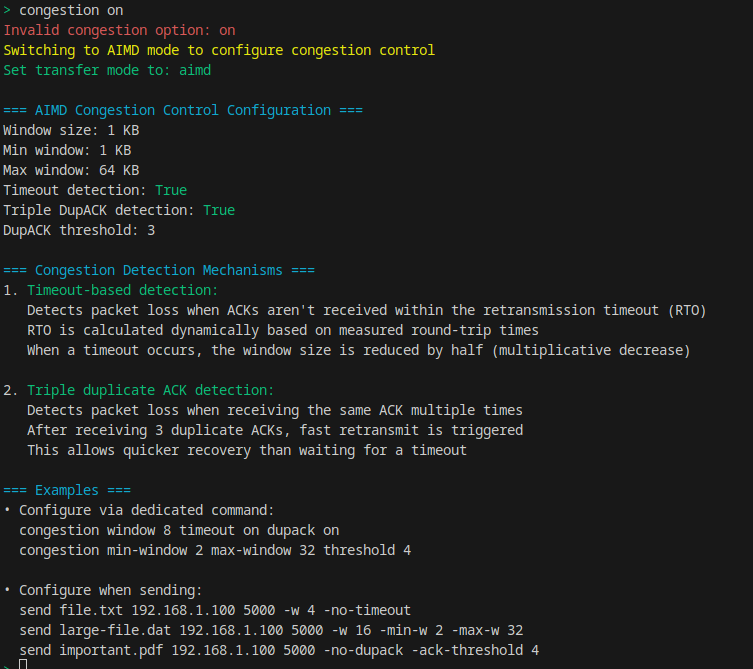 > congestion on
Invalid congestion option: on
Switching to AIMD mode to configure congestion control
Set transfer mode to: aimd
=== AIMD Congestion Control Configuration ===
Window size: 1 KB
Min window: 1 KB
Max window: 64 KB
Timeout detection: True
Triple DupACK detection: True
DupACK threshold: 3
=== Congestion Detection Mechanisms ===
1. Timeout-based detection:
Detects packet loss when ACKs aren't received within the retransmission timeout (RTO)
RTO is calculated dynamically based on measured round-trip times
When a timeout occurs, the window size is reduced by half (multiplicative decrease)
2. Triple duplicate ACK detection:
Detects packet loss when receiving the same ACK multiple times
After receiving 3 duplicate ACKs, fast retransmit is triggered
This allows quicker recovery than waiting for a timeout
=== Examples ===
• Configure via dedicated command:
congestion window 8 timeout on dupack on
congestion min-window 2 max-window 32 threshold 4
• Configure when sending:
send file.txt 192.168.1.100 5000 -w 4 -no-timeout
send large-file.dat 192.168.1.100 5000 -w 16 -min-w 2 -max-w 32
send important.pdf 192.168.1.100 5000 -no-dupack -ack-threshold 4
>